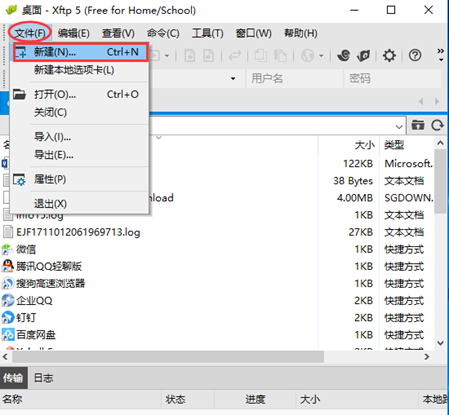 桌面 - Xftp 5 (Free for Home/School)
文件(F) 编辑(E) 查看(V) 命令(C) 工具(T) 窗口(W) 帮助(H)
新建(N)... Ctrl+N
新建本地选项卡(L)
用户名 密码
打开(O)... Ctrl+O
关闭(C)
导入(I)...
大小 类型
导出(E)...
122KB Microsoft.
属性(P)
38 Bytes 文本文档
nload 4.00MB SGDOWN.
退出(X)
info15.log 1KB 文本文档
EJF1711012061969713.log 27KB 文本文档
微信 1KB 快捷方式
腾讯QQ轻聊版 1KB 快捷方式
搜狗高速浏览器 1KB 快捷方式
企业QQ 2KB 快捷方式
钉钉 2KB 快捷方式
百度网盘 1KB 快捷方式
传输 日志
名称 状态 进度 大小 本地路